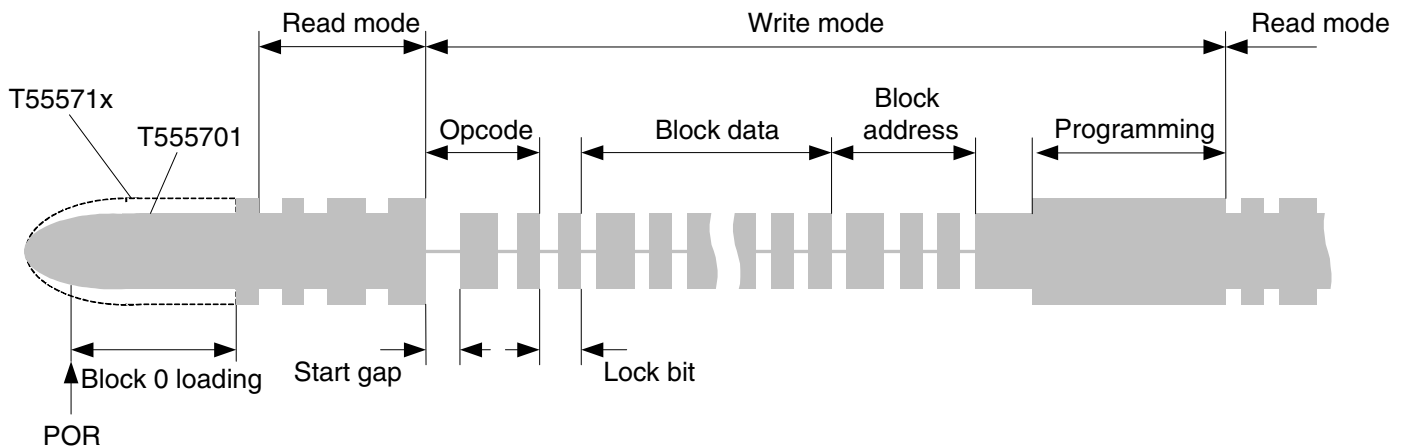 Read mode
Write mode
Read mode
T55571x
T555701
Opcode
Block data
Block
address
Programming
Block 0 loading
Start gap
Lock bit
POR